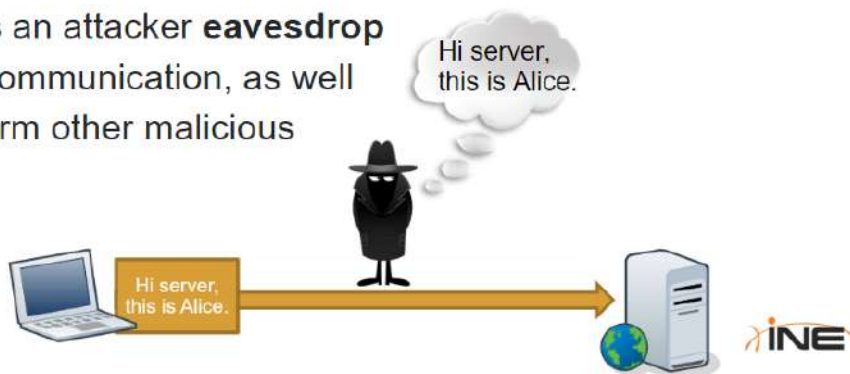 s an attacker eavesdrop
ommunication, as well
rm other malicious
Hi server,
this is Alice.
Hi server,
this is Alice.
INE